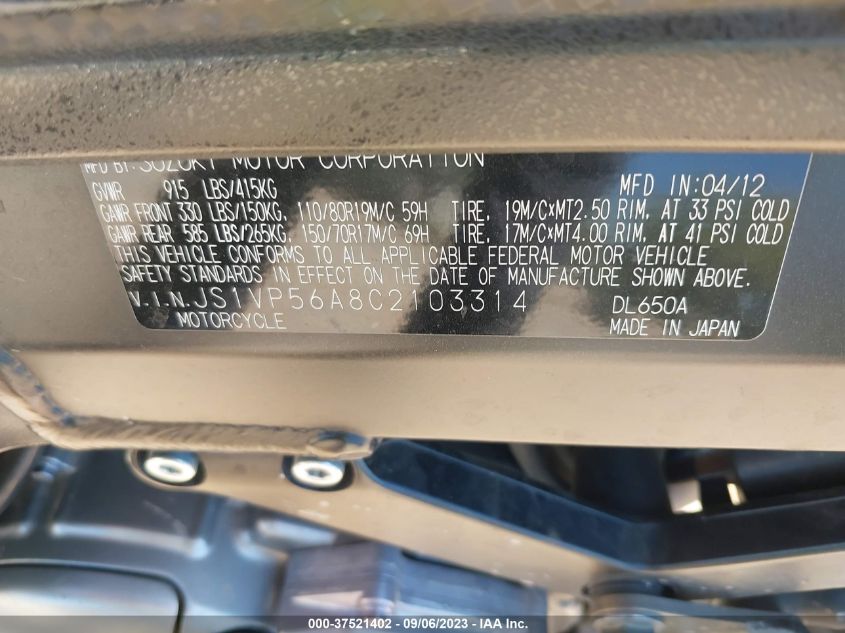 MFD BY: SUZUKI MOTOR CORPORATION
GVWR 915 LBS/415KG MFD IN:04/12
GAWR FRONT 330 LBS/150KG, 110/80R19M/C 59H TIRE, 19M/C×MT2.50 RIM, AT 33 PSI COLD
GAWR REAR 585 LBS/265KG, 150/70R17M/C 69H TIRE, 17M/C×MT4.00 RIM, AT 41 PSI COLD
THIS VEHICLE CONFORMS TO ALL APPLICABLE FEDERAL MOTOR VEHICLE
SAFETY STANDARDS IN EFFECT ON THE DATE OF MANUFACTURE SHOWN ABOVE.
V.I.N.JS1VP56A8C2103314 DL650A
MOTORCYCLE MADE IN JAPAN
000-37521402 - 09/06/2023 - IAA Inc.